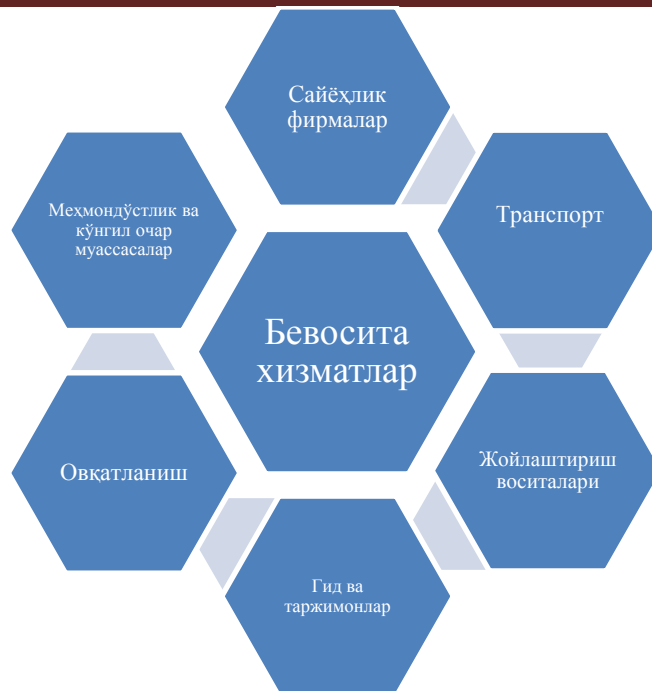 Сайёҳлик
фирмалар
Транспорт
Жойлаштириш
воситалари
Гид ва
таржимонлар
Овқатланиш
Меҳмондўстлик ва
кўнгил очар
муассасалар
Бевосита
хизматлар